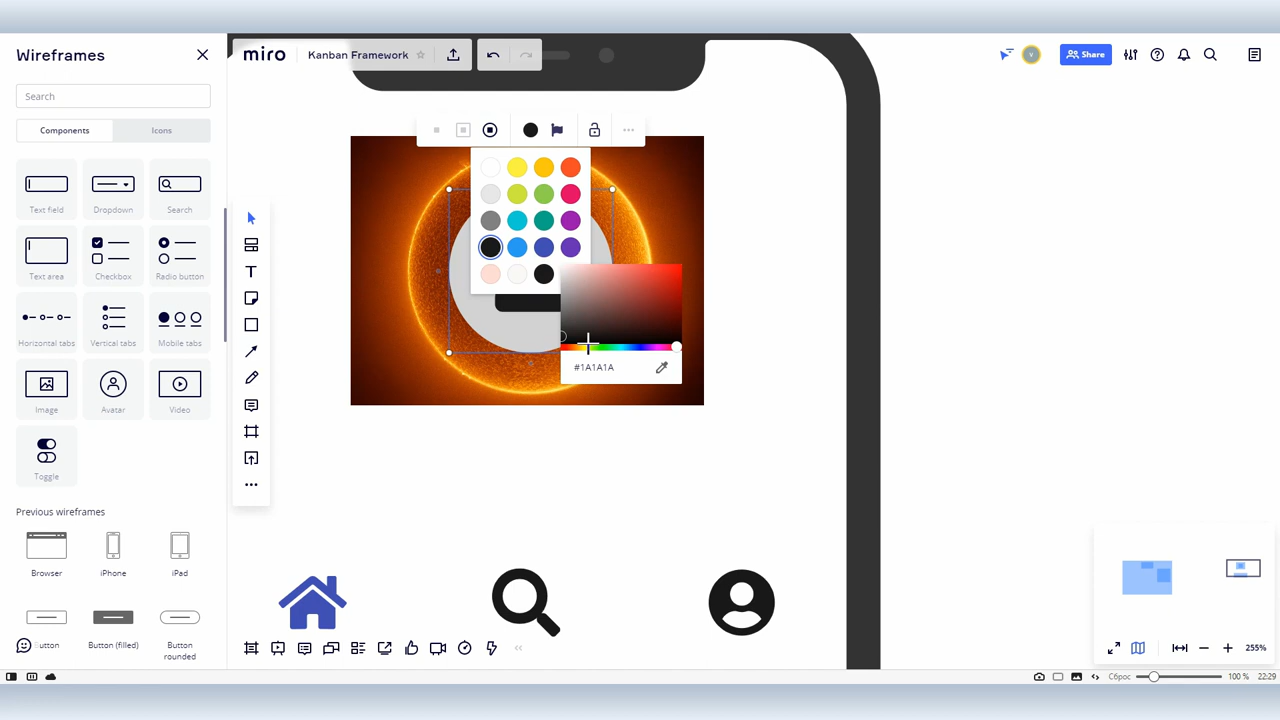 Wireframes
miro
Kanban Framework
Share
Search
Components
Icons
Text field
Dropdown
Search
Text area
Checkbox
Radio button
Horizontal tabs
Vertical tabs
Mobile tabs
Image
Avatar
Video
Toggle
#1A1A1A
Previous wireframes
Browser
iPhone
iPad
Button (filled)
Button rounded
255%
Сброс
100 %
22:29